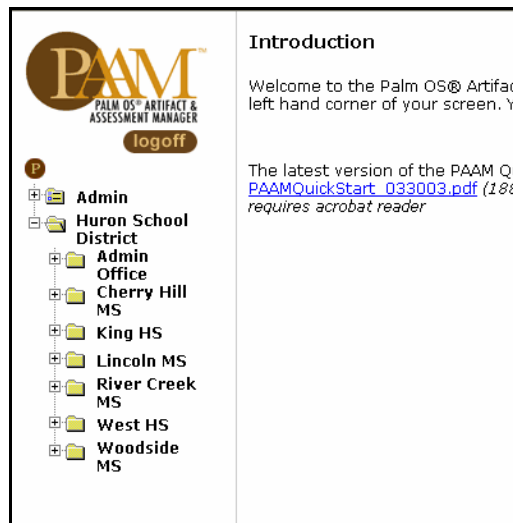 PAAM™
PALM OS® ARTIFACT &
ASSESSMENT MANAGER
logoff
P
Admin
Huron School
District
Admin
Office
Cherry Hill
MS
King HS
Lincoln MS
River Creek
MS
West HS
Woodside
MS
Introduction
Welcome to the Palm OS® Artifac
left hand corner of your screen. Y
The latest version of the PAAM Q
PAAMQuickStart_033003.pdf (188
requires acrobat reader